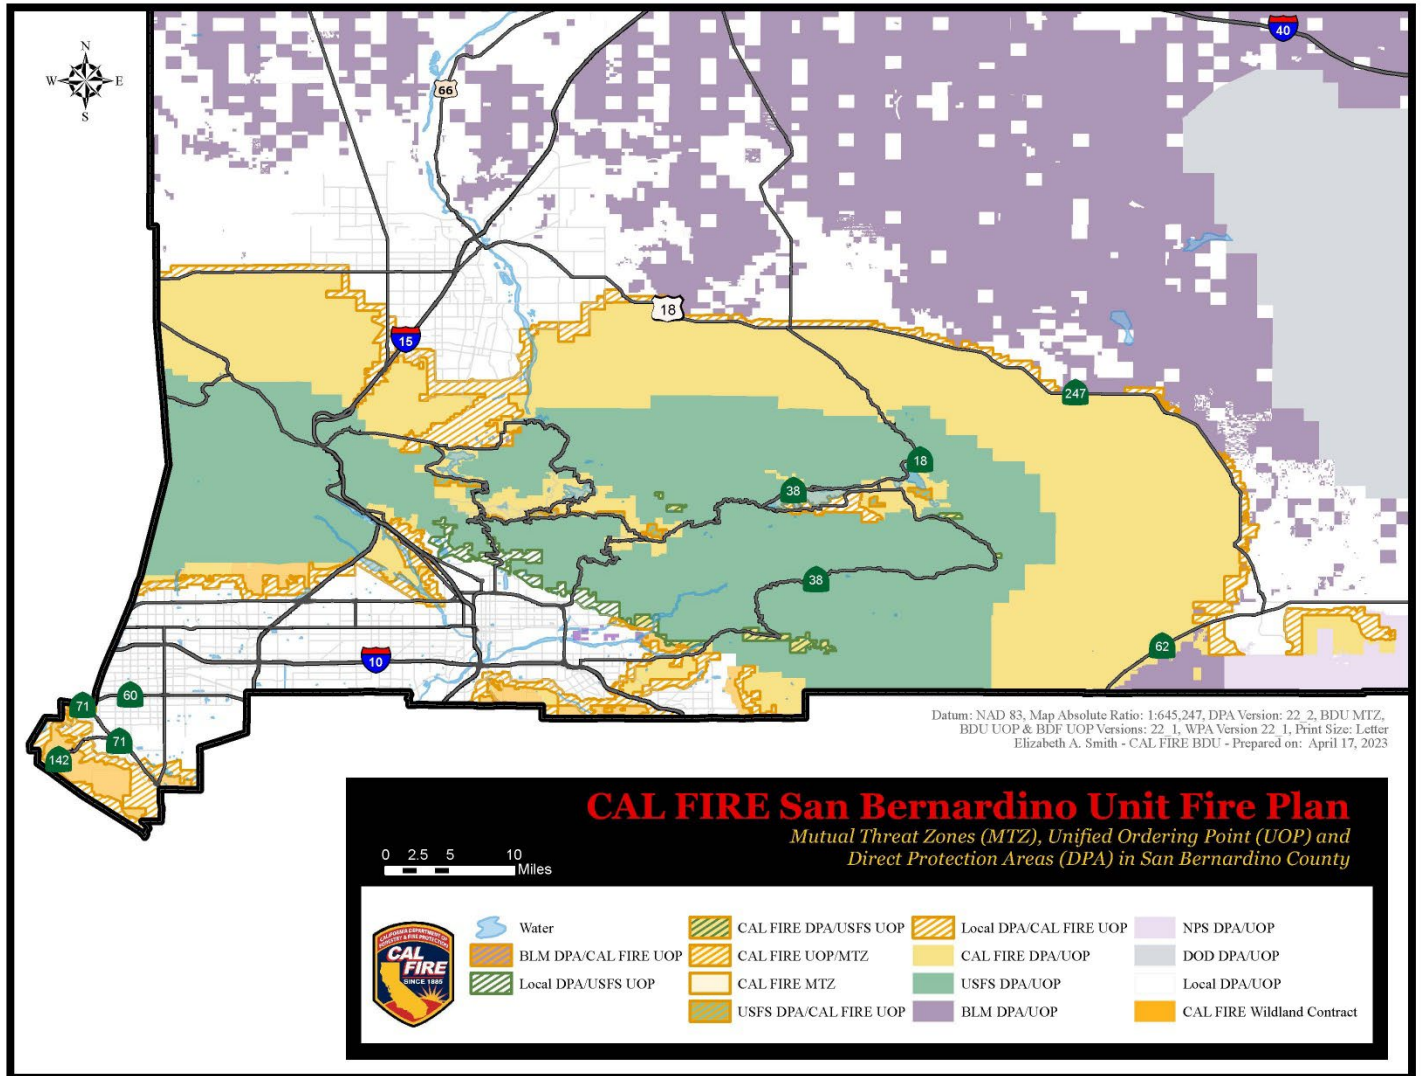 N
W E
S
40
66
18
15
247
18
38
38
62
10
60
71
71
142
Datum: NAD 83, Map Absolute Ratio: 1:645,247, DPA Version: 22_2, BDU MTZ,
BDU UOP & BDF UOP Versions: 22_1, WPA Version 22_1, Print Size: Letter
Elizabeth A. Smith - CAL FIRE BDU - Prepared on: April 17, 2023
CAL FIRE San Bernardino Unit Fire Plan
Mutual Threat Zones (MTZ), Unified Ordering Point (UOP) and
Direct Protection Areas (DPA) in San Bernardino County
0 2.5 5 10
Miles
CALIFORNIA DEPARTMENT OF
FORESTRY & FIRE PROTECTION
CAL
FIRE
SINCE 1885
Water
BLM DPA/CAL FIRE UOP
Local DPA/USFS UOP
CAL FIRE DPA/USFS UOP
CAL FIRE UOP/MTZ
CAL FIRE MTZ
USFS DPA/CAL FIRE UOP
Local DPA/CAL FIRE UOP
CAL FIRE DPA/UOP
USFS DPA/UOP
BLM DPA/UOP
NPS DPA/UOP
DOD DPA/UOP
Local DPA/UOP
CAL FIRE Wildland Contract